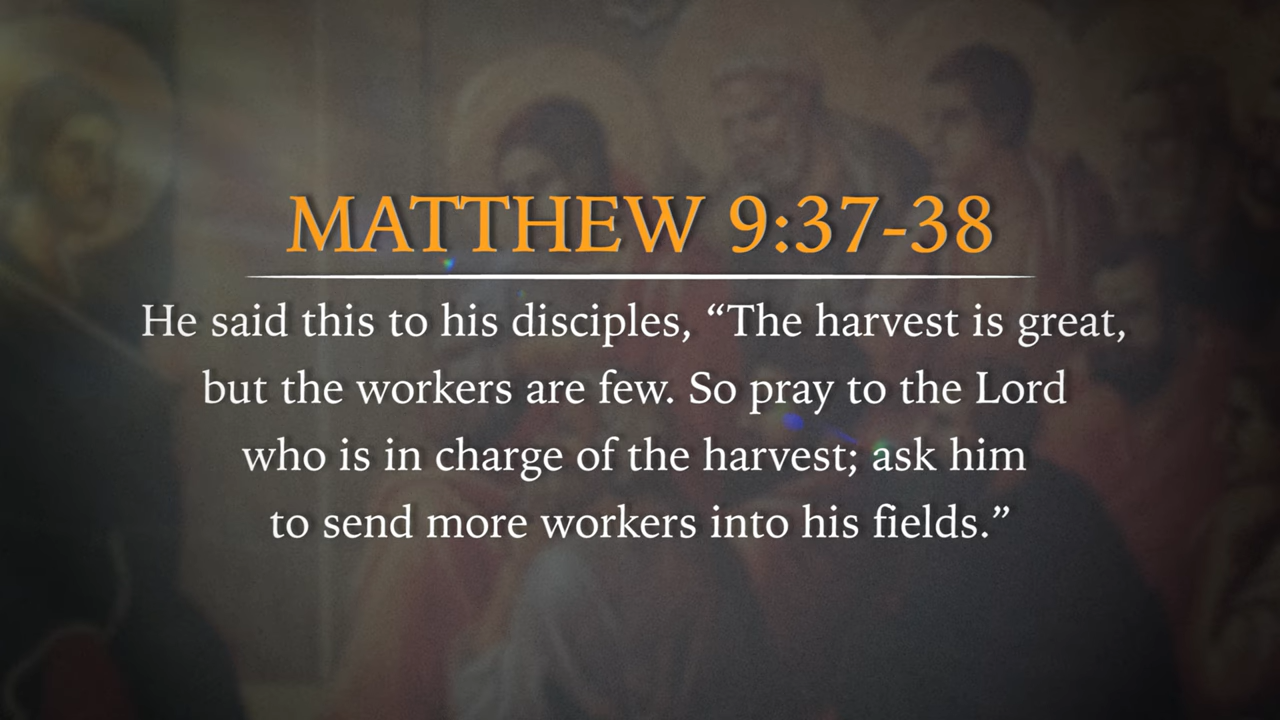 MATTHEW 9:37-38
He said this to his disciples, “The harvest is great,
but the workers are few. So pray to the Lord
who is in charge of the harvest; ask him
to send more workers into his fields.”